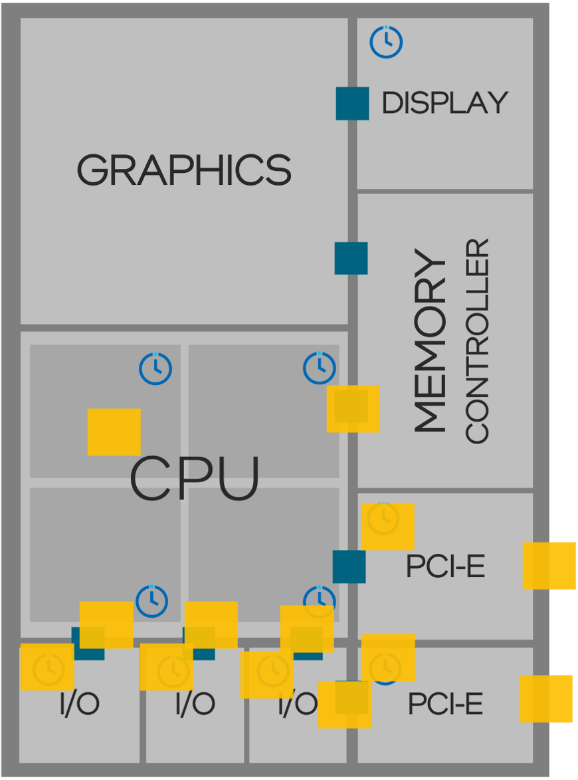 GRAPHICS
DISPLAY
MEMORY
CONTROLLER
CPU
PCI-E
I/O
I/O
I/O
PCI-E